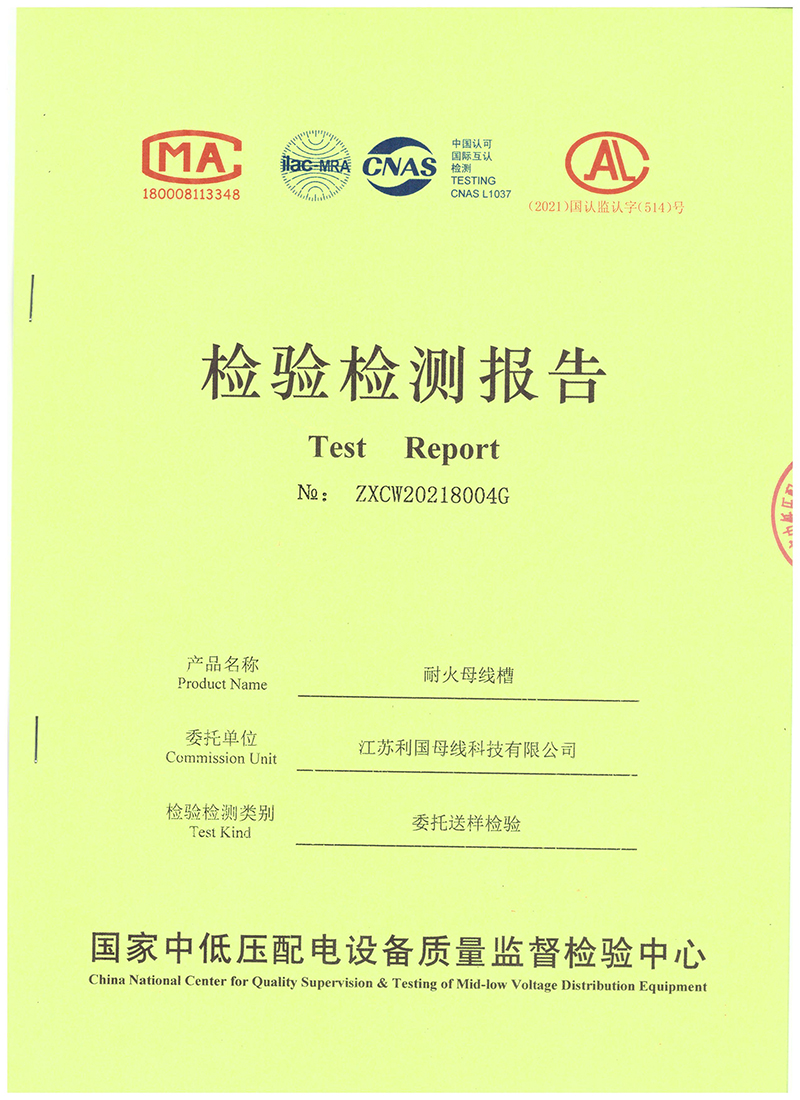 MA
180008113348
ilac-MRA
CNAS
中国认可
国际互认
检测
TESTING
CNAS L1037
AL
(2021)国认监认字(514)号
检验检测报告
Test Report
№： ZXCW20218004G
产品名称
Product Name
耐火母线槽
委托单位
Commission Unit
江苏利国母线科技有限公司
检验检测类别
Test Kind
委托送样检验
国家中低压配电设备质量监督检验中心
China National Center for Quality Supervision & Testing of Mid-low Voltage Distribution Equipment